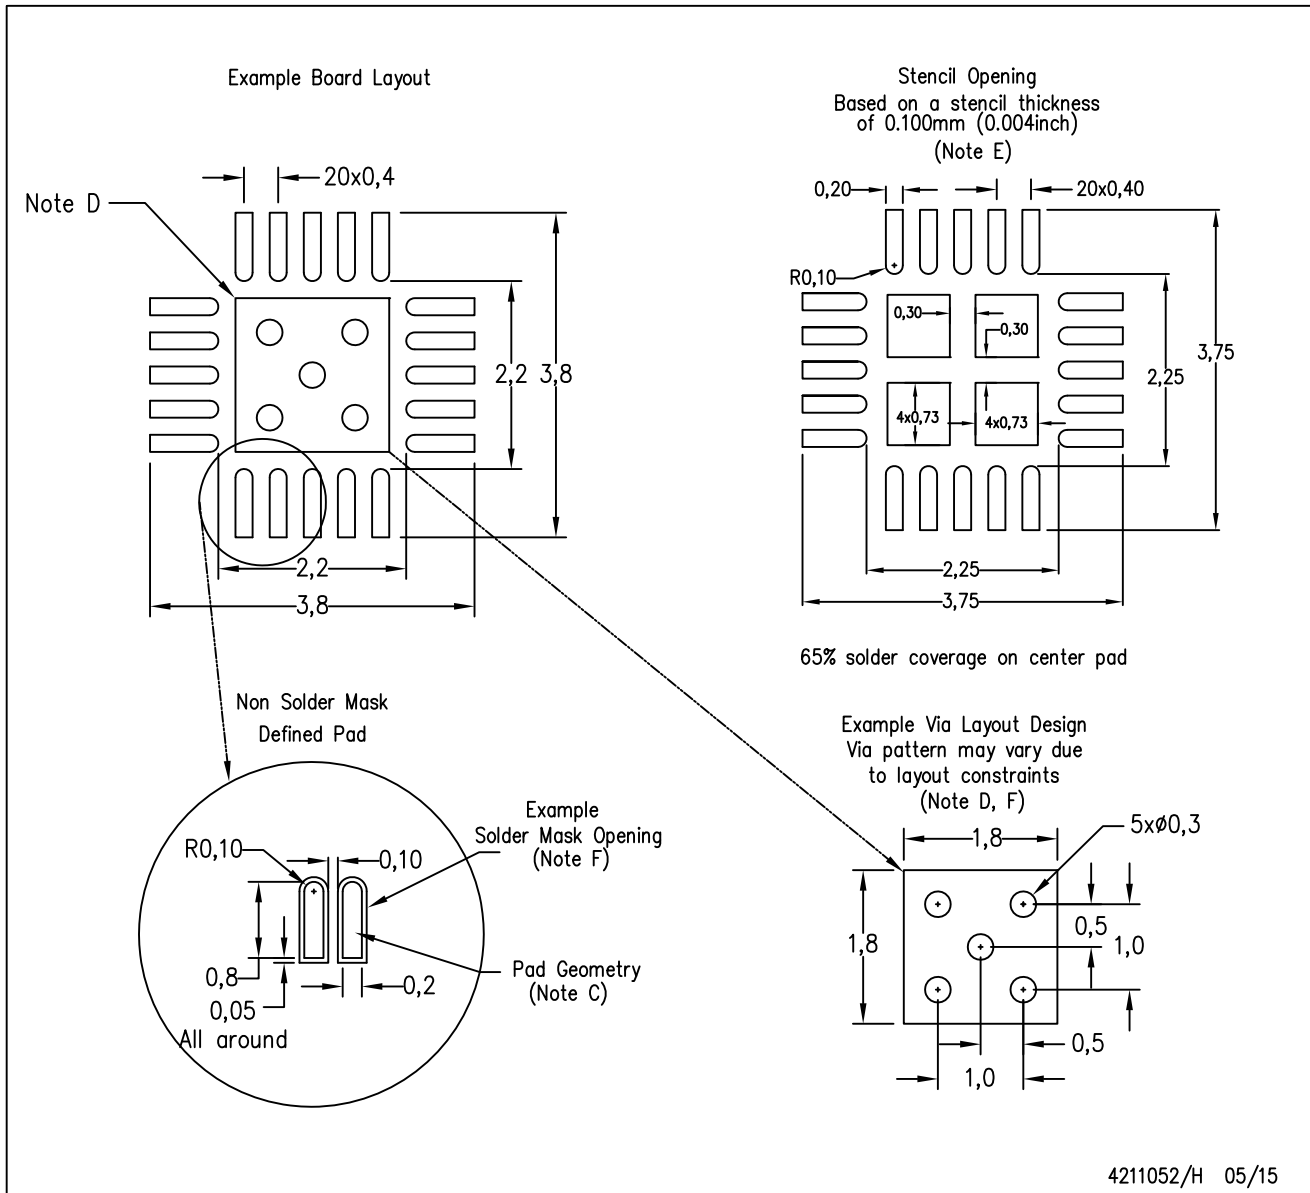 Example Board Layout
20x0,4
Note D
2,2
3,8
2,2
3,8
Stencil Opening
Based on a stencil thickness
of 0.100mm (0.004inch)
(Note E)
0,20
20x0,40
R0,10
0,30
0,30
4x0,73
4x0,73
2,25
3,75
2,25
3,75
65% solder coverage on center pad
Non Solder Mask
Defined Pad
R0,10
0,10
Example
Solder Mask Opening
(Note F)
0,8
0,05
All around
0,2
Pad Geometry
(Note C)
Example Via Layout Design
Via pattern may vary due
to layout constraints
(Note D, F)
1,8
5xø0,3
1,8
0,5
1,0
0,5
1,0
4211052/H 05/15